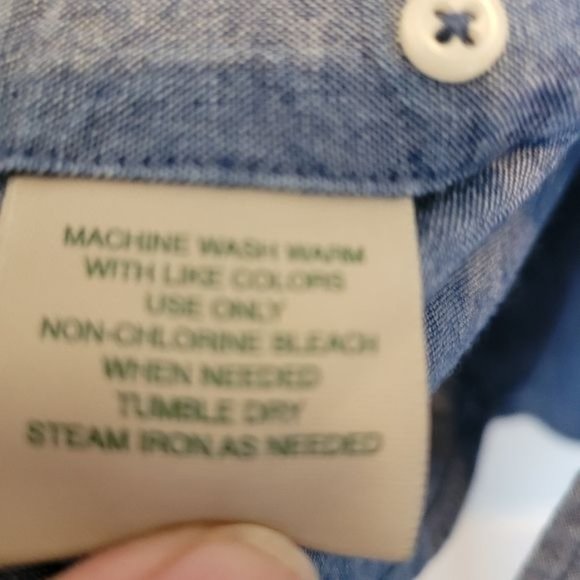 MACHINE WASH WARM
WITH LIKE COLORS
USE ONLY
NON-CHLORINE BLEACH
WHEN NEEDED
TUMBLE DRY
STEAM IRON AS NEEDED